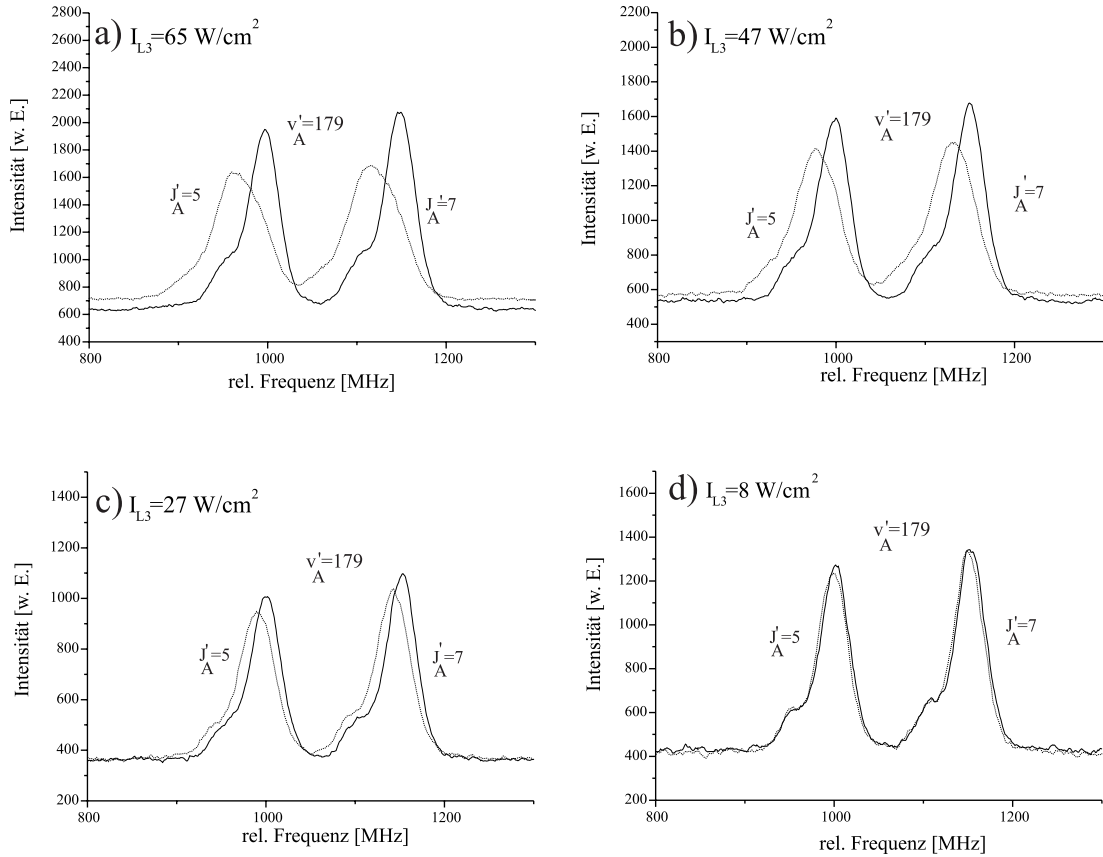 a) I_L3=65 W/cm²
2800
2600
2400
2200
2000
1800
1600
1400
1200
1000
800
600
400
Intensität [w. E.]
v'_A=179
J'_A=5
J'_A=7
800
1000
1200
rel. Frequenz [MHz]
b) I_L3=47 W/cm²
2200
2000
1800
1600
1400
1200
1000
800
600
400
Intensität [w. E.]
v'_A=179
J'_A=5
J'_A=7
800
1000
1200
rel. Frequenz [MHz]
c) I_L3=27 W/cm²
1400
1200
1000
800
600
400
200
Intensität [w. E.]
v'_A=179
J'_A=5
J'_A=7
800
1000
1200
rel. Frequenz [MHz]
d) I_L3=8 W/cm²
1600
1400
1200
1000
800
600
400
200
Intensität [w. E.]
v'_A=179
J'_A=5
J'_A=7
800
1000
1200
rel. Frequenz [MHz]